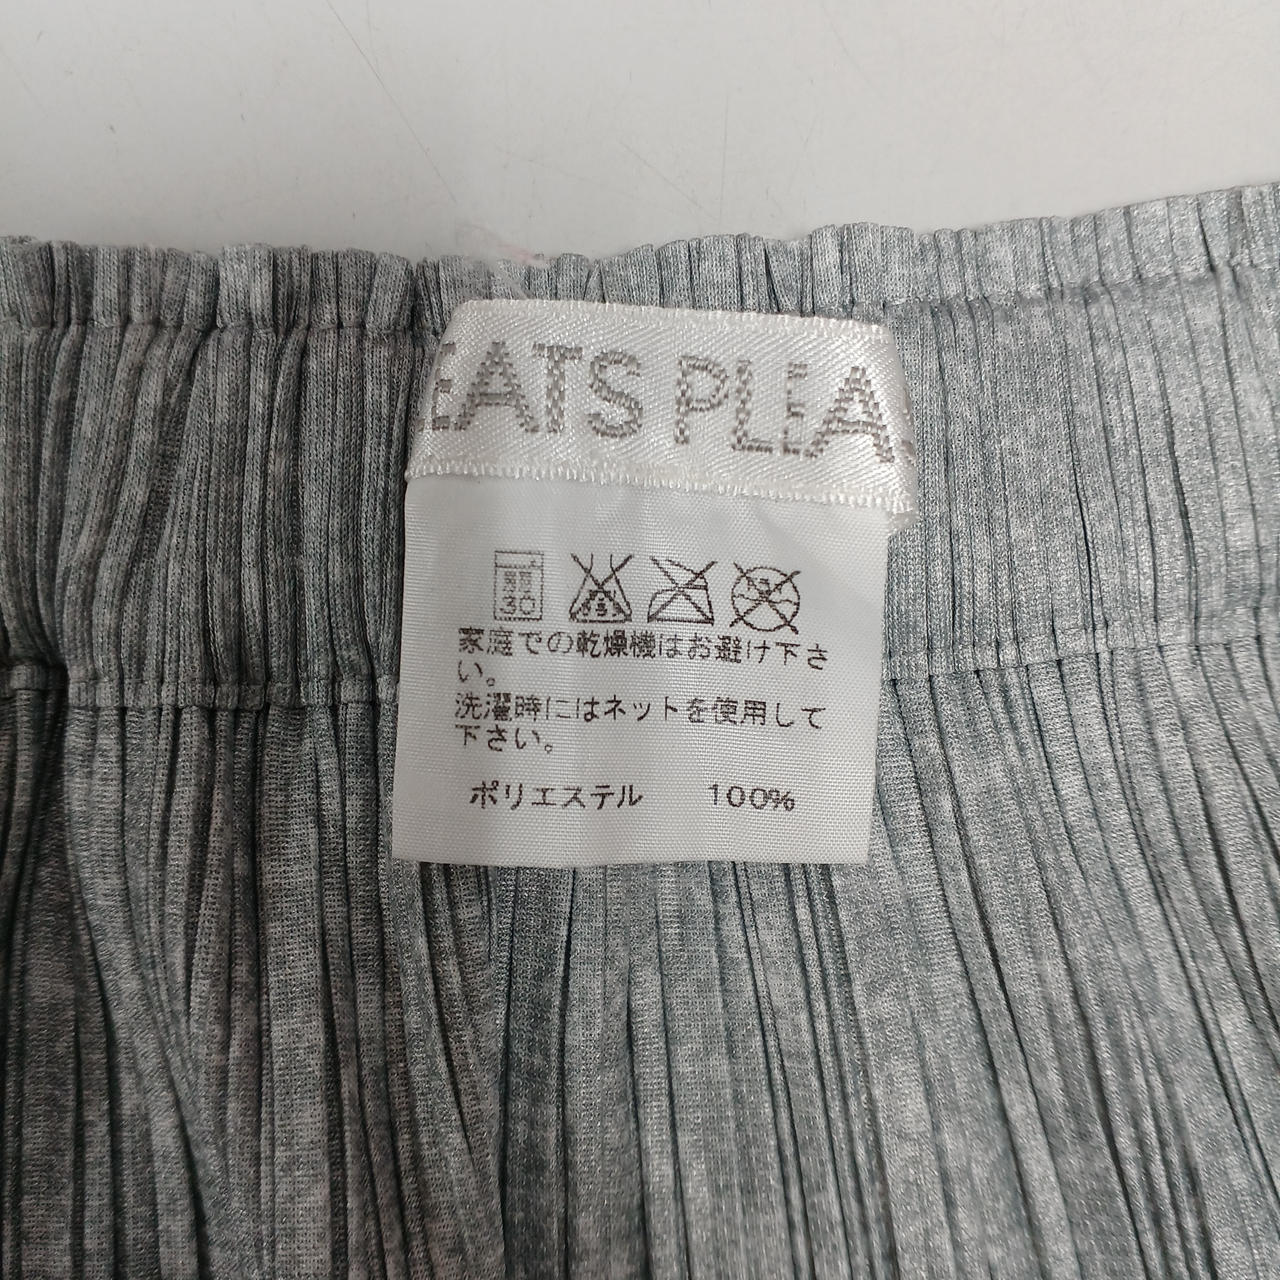 EATS PLEA
30
家庭での乾燥機はお避け下さ
い。
洗濯時にはネットを使用して
下さい。
ポリエステル 100%